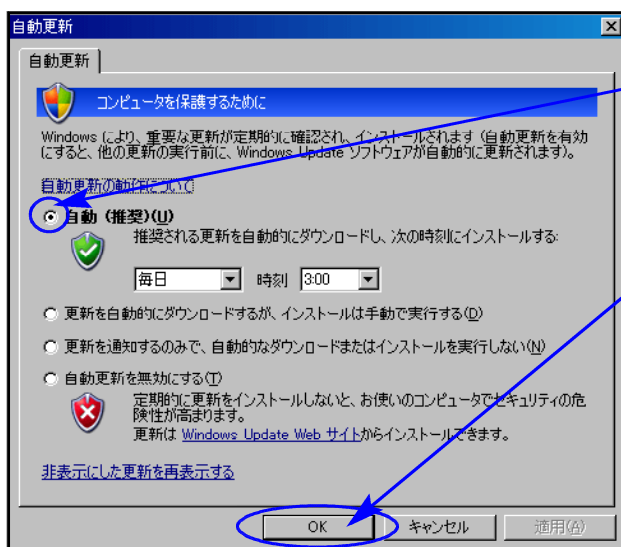 自動更新
自動更新
コンピュータを保護するために
Windows により、重要な更新が定期的に確認され、インストールされます (自動更新を有効
にすると、他の更新の実行前に、Windows Update ソフトウェアが自動的に更新されます)。
自動更新の動作について
自動 (推奨)(U)
推奨される更新を自動的にダウンロードし、次の時刻にインストールする:
毎日 時刻 3:00
更新を自動的にダウンロードするが、インストールは手動で実行する(D)
更新を通知するのみで、自動的なダウンロードまたはインストールを実行しない(N)
自動更新を無効にする(T)
定期的に更新をインストールしないと、お使いのコンピュータでセキュリティの危
険性が高まります。
更新は Windows Update Web サイトからインストールできます。
非表示にした更新を再表示する
OK キャンセル 適用(A)